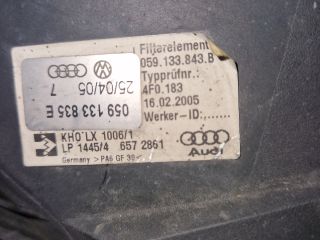 Filterelement
059.133.843.B
Typprüfnr.:
4F0.183
16.02.2005
Werker-ID:
Audi
059 133 835 E
25/04/05 7
KHO'LX 1006/1
LP 1445/4 657 2861
Germany >PA6 GF 30<